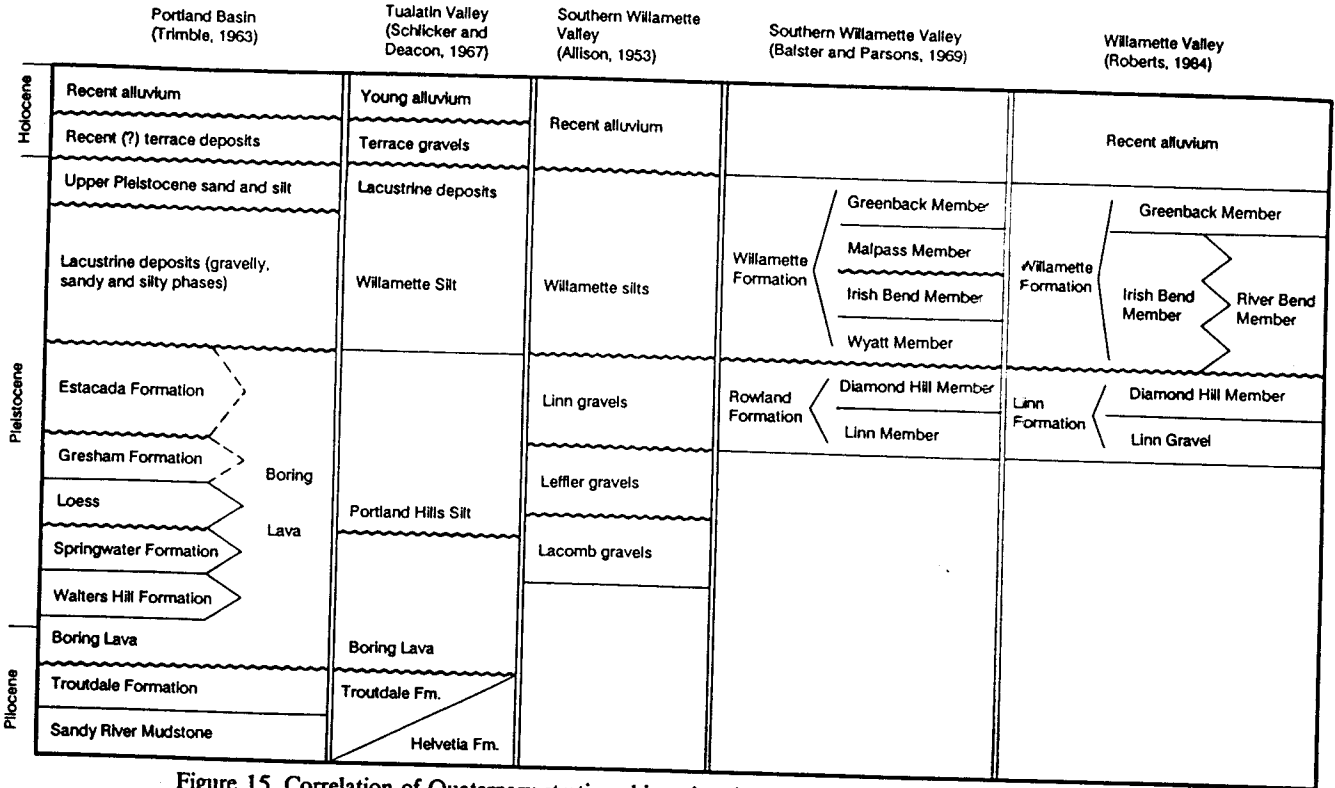 Portland Basin
(Trimble, 1963)
Tualatin Valley
(Schlicker and
Deacon, 1967)
Southern Willamette
Valley
(Allison, 1953)
Southern Willamette Valley
(Balster and Parsons, 1969)
Willamette Valley
(Roberts, 1984)
Holocene
Pleistocene
Pliocene
Recent alluvium
Recent (?) terrace deposits
Upper Pleistocene sand and silt
Lacustrine deposits (gravelly,
sandy and silty phases)
Estacada Formation
Gresham Formation
Loess
Springwater Formation
Walters Hill Formation
Boring
Lava
Boring Lava
Troutdale Formation
Sandy River Mudstone
Young alluvium
Terrace gravels
Lacustrine deposits
Willamette Silt
Portland Hills Silt
Boring Lava
Troutdale Fm.
Helvetia Fm.
Recent alluvium
Willamette silts
Linn gravels
Leffler gravels
Lacomb gravels
Willamette
Formation
Greenback Member
Malpass Member
Irish Bend Member
Wyatt Member
Rowland
Formation
Diamond Hill Member
Linn Member
Recent alluvium
Willamette
Formation
Greenback Member
Irish Bend
Member
River Bend
Member
Linn
Formation
Diamond Hill Member
Linn Gravel
Figure 15. Correlation of Quaternary